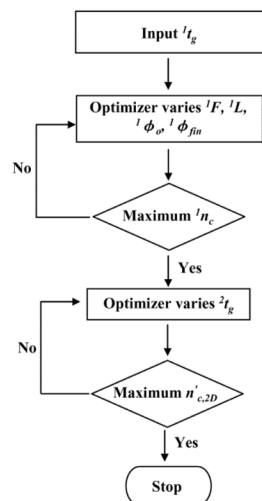 Input ¹t_g
Optimizer varies ¹F, ¹L,
¹ϕ_o, ¹ϕ_fin
No
Maximum ¹n_c
Yes
Optimizer varies ²t_g
No
Maximum n′_c,2D
Yes
Stop